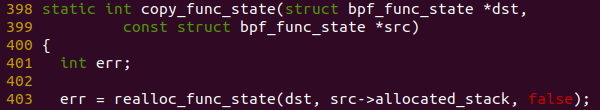 398 static int copy_func_state(struct bpf_func_state *dst,
399         const struct bpf_func_state *src)
400 {
401   int err;
402
403   err = realloc_func_state(dst, src->allocated_stack, false);